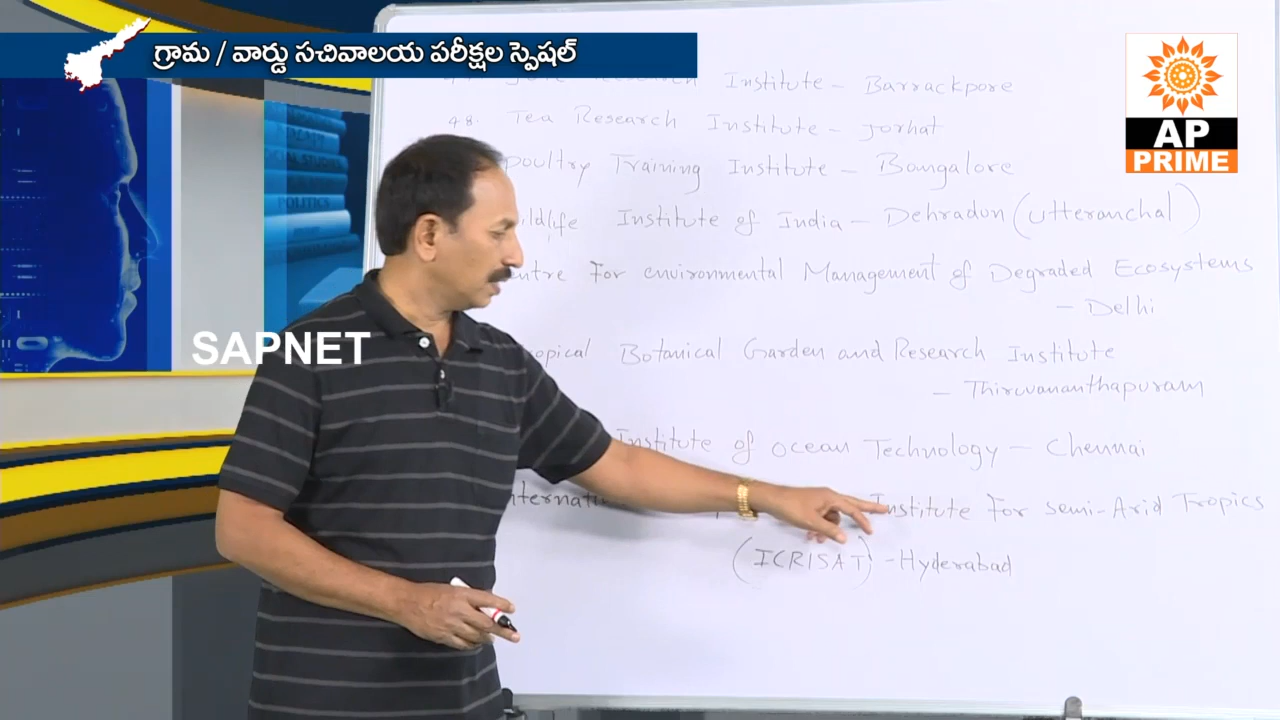 గ్రామ / వార్డు సచివాలయ పరీక్షల స్పెషల్
AP
PRIME
SAPNET
Institute - Barrackpore
48. Tea Research Institute - Jorhat
Poultry Training Institute - Bangalore
Institute of India - Dehradun (Utteranchal)
For environmental Management of Degraded Ecosystems
- Delhi
Botanical Garden and Research Institute
- Thiruvananthapuram
Institute of ocean Technology - Chennai
Institute For semi-Arid Tropics
(ICRISAT) - Hyderabad
POLITICS